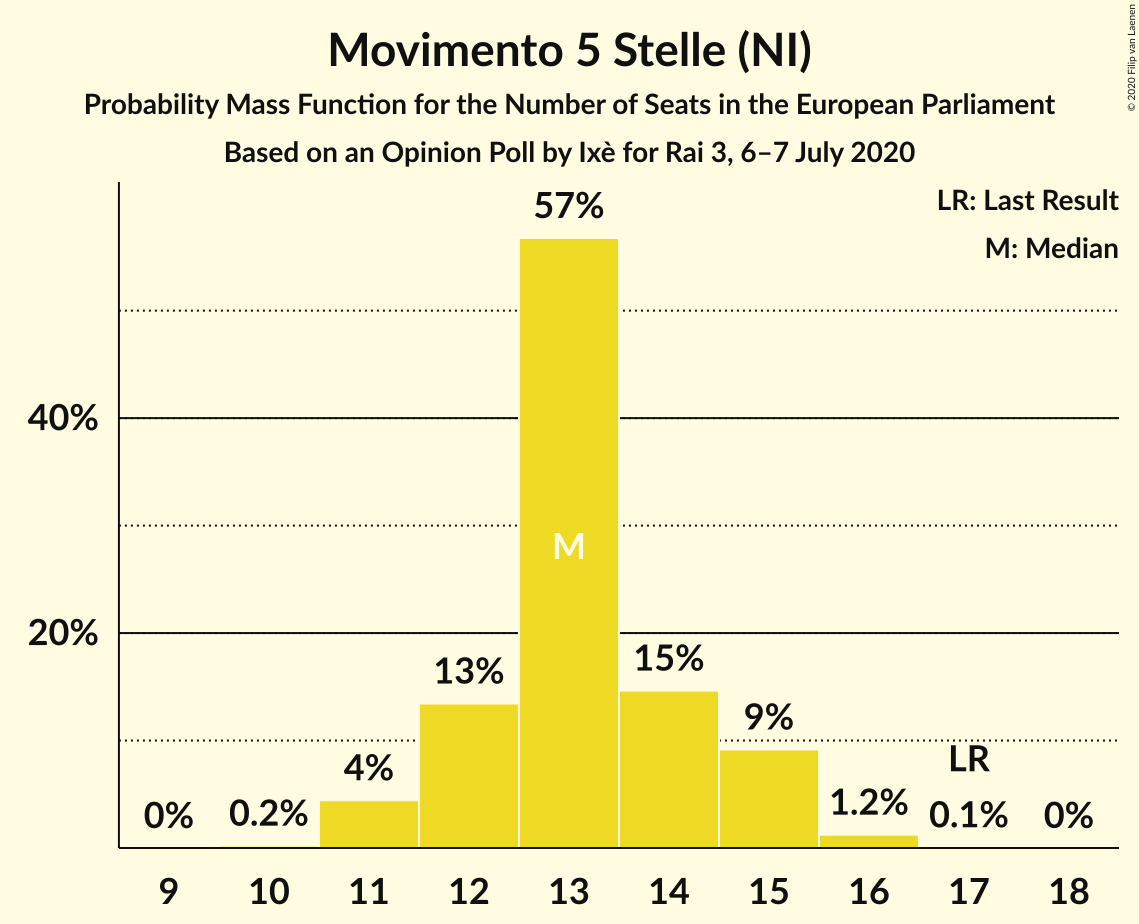 Movimento 5 Stelle (NI)
Probability Mass Function for the Number of Seats in the European Parliament
Based on an Opinion Poll by Ixè for Rai 3, 6–7 July 2020
© 2020 Filip van Laenen
LR: Last Result
M: Median
57%
40%
M
20%
15%
13%
9%
LR
4%
1.2%
0% 0.2% 0.1% 0%
9 10 11 12 13 14 15 16 17 18